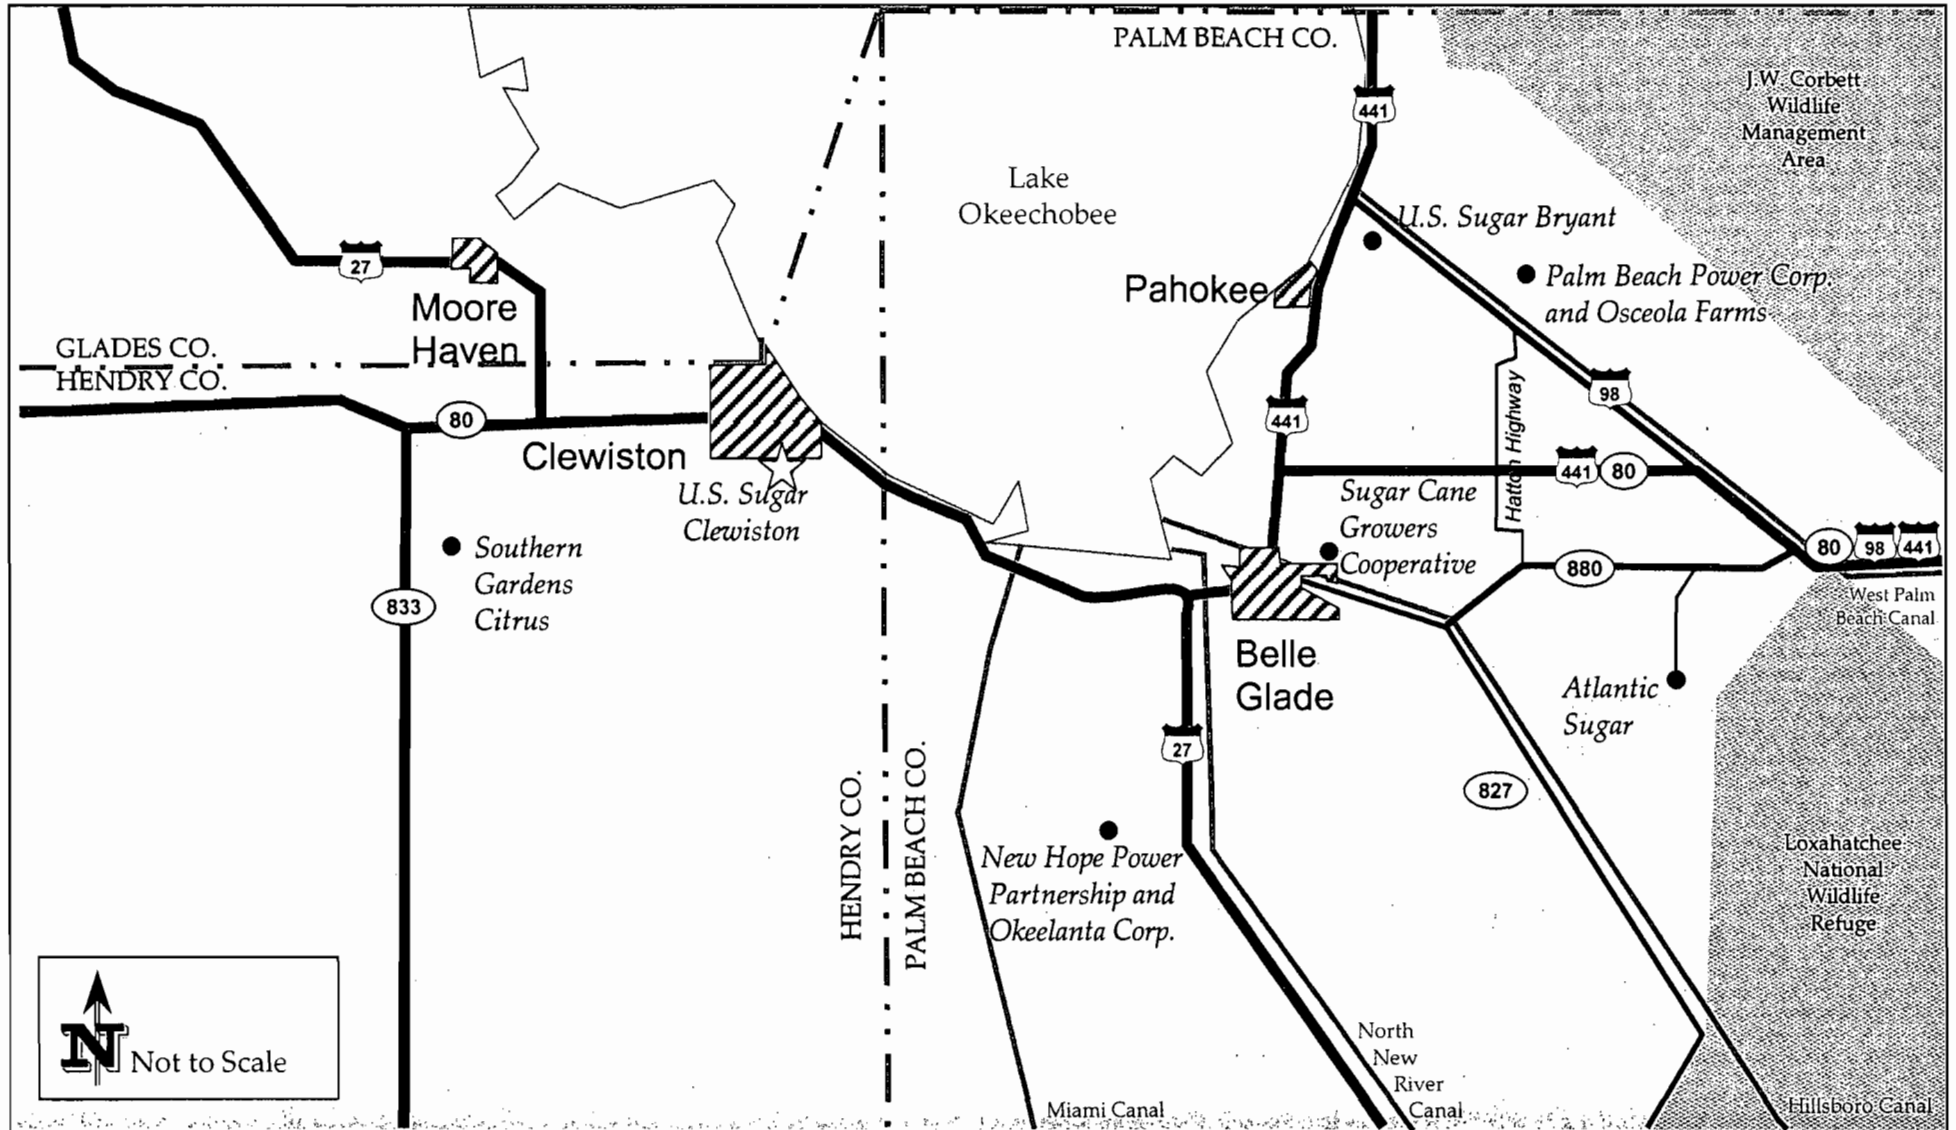 PALM BEACH CO.
441
J.W. Corbett
Wildlife
Management
Area
Lake
Okeechobee
U.S. Sugar Bryant
27
Pahokee
Palm Beach Power Corp.
and Osceola Farms
Moore
Haven
GLADES CO.
HENDRY CO.
98
80
441
Hatton Highway
Clewiston
U.S. Sugar
Clewiston
441
80
Sugar Cane
Growers
Cooperative
80
98
441
Southern
Gardens
Citrus
880
833
West Palm
Beach Canal
Belle
Glade
Atlantic
Sugar
27
827
HENDRY CO.
PALM BEACH CO.
New Hope Power
Partnership and
Okeelanta Corp.
Loxahatchee
National
Wildlife
Refuge
N
Not to Scale
North
New
River
Canal
Miami Canal
Hillsboro Canal